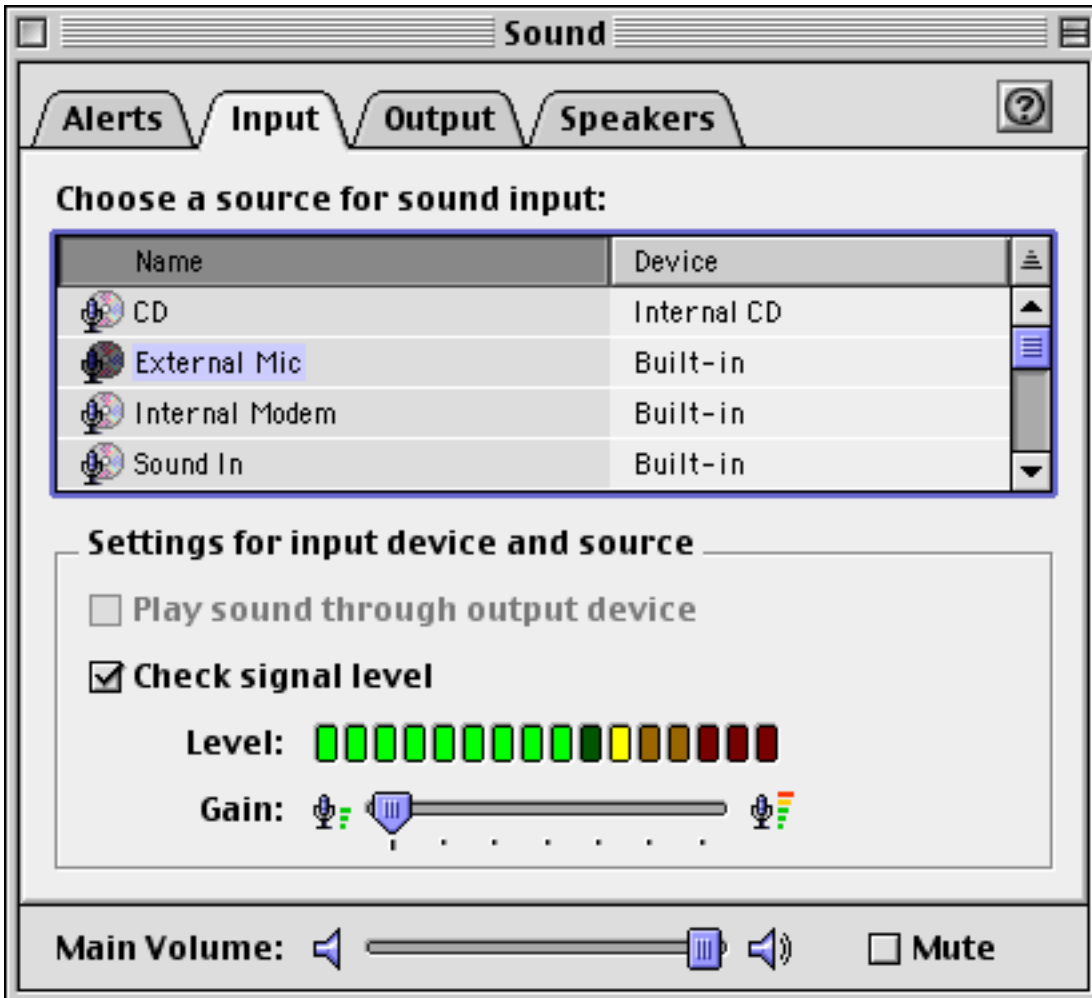 Sound
Alerts Input Output Speakers ?
Choose a source for sound input:
Name Device
CD Internal CD
External Mic Built-in
Internal Modem Built-in
Sound In Built-in
Settings for input device and source
Play sound through output device
Check signal level
Level:
Gain:
Main Volume: Mute